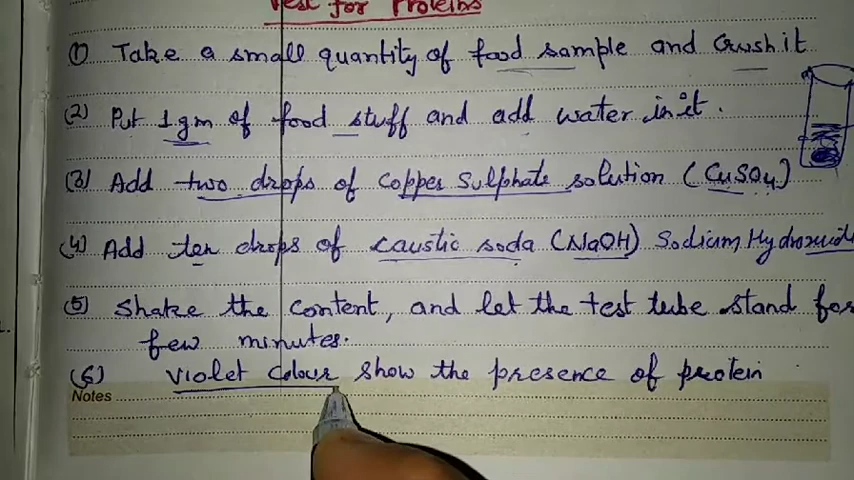 Test for Proteins
(1) Take a small quantity of food sample and Crush it
(2) Put 1gm of food stuff and add water in it.
(3) Add two drops of Copper Sulphate solution (CuSO4)
(4) Add ten drops of caustic soda (NaOH) Sodium Hydroxide
(5) Shake the content, and let the test tube stand for
few minutes.
(6) Violet Colour show the presence of protein
Notes